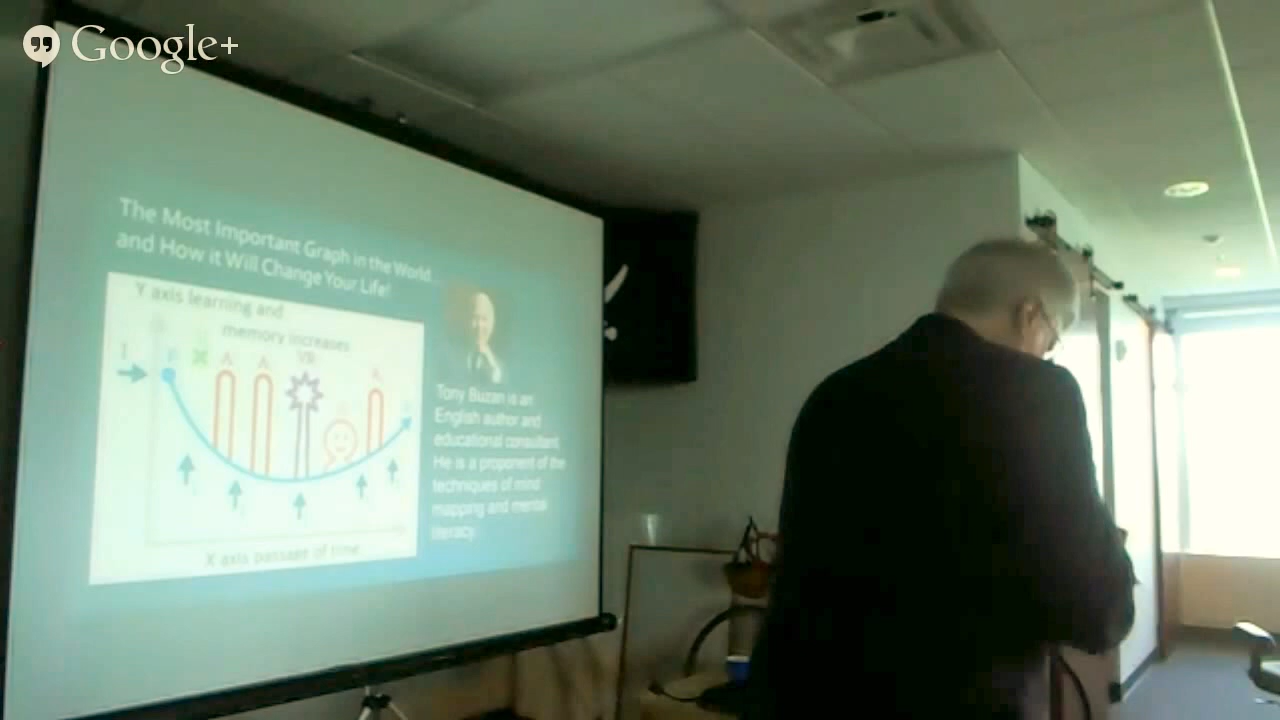 Google+
The Most Important Graph in the World
and How it Will Change Your Life!
Y axis learning and
memory increases
X axis passage of time
Tony Buzan is an
English author and
educational consultant.
He is a proponent of the
techniques of mind
mapping and mental
literacy.